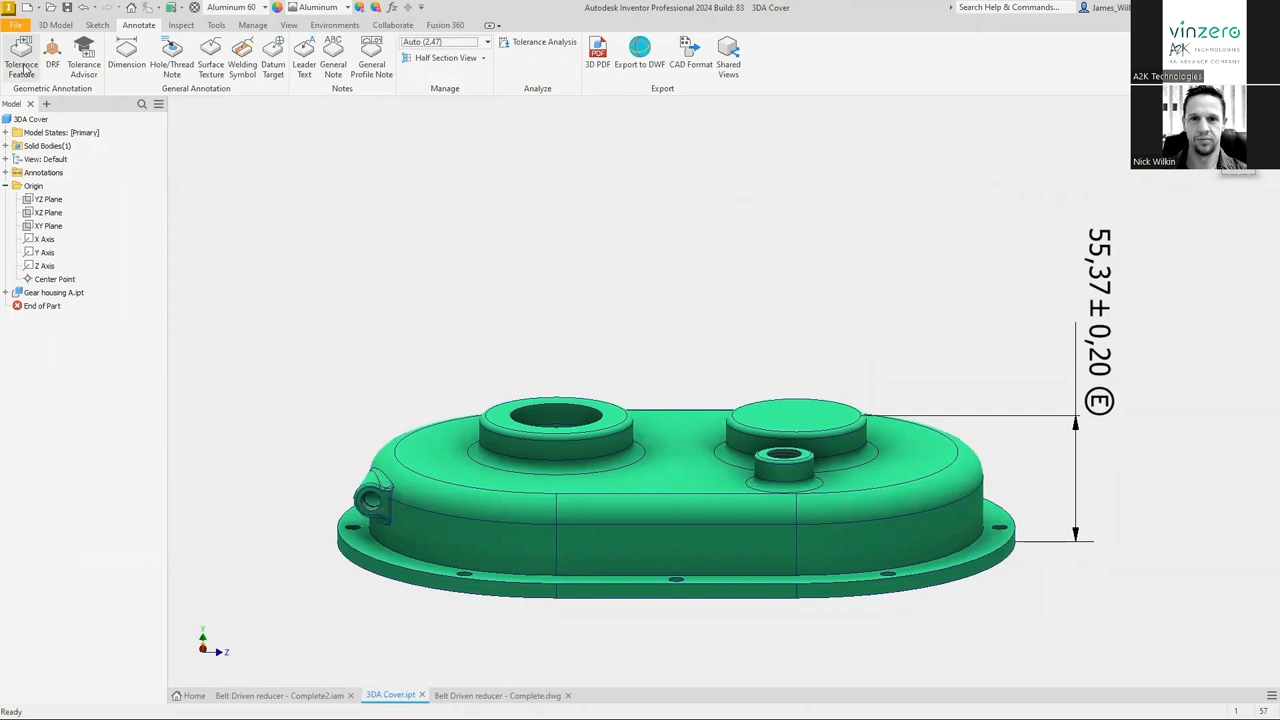 Aluminum 60
Aluminum
Autodesk Inventor Professional 2024 Build: 83 3DA Cover
Search Help & Commands...
James_Wil
File 3D Model Sketch Annotate Inspect Tools Manage View Environments Collaborate Fusion 360
Tolerance Feature
DRF
Tolerance Advisor
Dimension
Hole/Thread Note
Surface Texture
Welding Symbol
Datum Target
Leader Text
General Note
General Profile Note
Auto (2.47)
Half Section View
Tolerance Analysis
3D PDF
Export to DWF
CAD Format
Shared Views
Geometric Annotation
General Annotation
Notes
Manage
Analyze
Export
vinzero
A2K TECHNOLOGIES
AN ARKANCE COMPANY
A2K Technologies
Nick Wilkin
Model
3DA Cover
Model States: [Primary]
Solid Bodies(1)
View: Default
Annotations
Origin
YZ Plane
XZ Plane
XY Plane
X Axis
Y Axis
Z Axis
Center Point
Gear housing A.ipt
End of Part
55,37 ± 0,20 Ⓔ
Y
Z
Home Belt Driven reducer - Complete2.iam 3DA Cover.ipt Belt Driven reducer - Complete.dwg
Ready
1 57